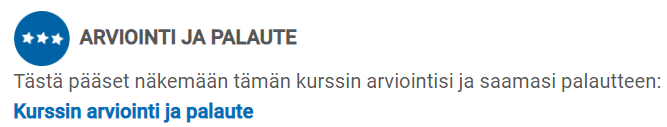 ARVIOINTI JA PALAUTE
Tästä pääset näkemään tämän kurssin arviointisi ja saamasi palautteen:
Kurssin arviointi ja palaute